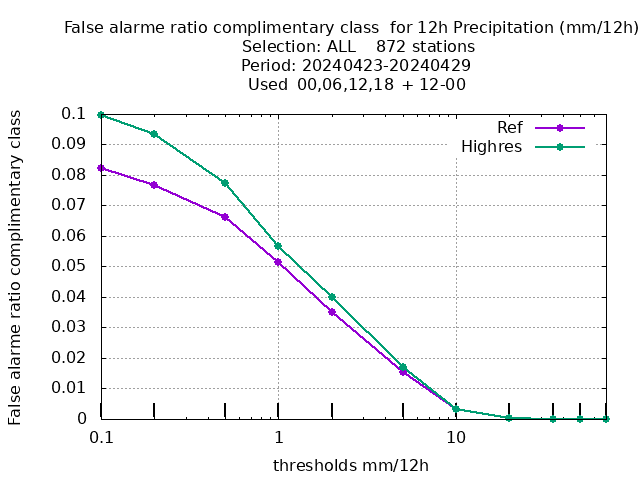 False alarme ratio complimentary class  for 12h Precipitation (mm/12h)
Selection: ALL    872 stations
Period: 20240423-20240429
Used  00,06,12,18 + 12-00
False alarme ratio complimentary class
0.1
0.09
0.08
0.07
0.06
0.05
0.04
0.03
0.02
0.01
0
Ref
Highres
0.1 1 10
thresholds mm/12h